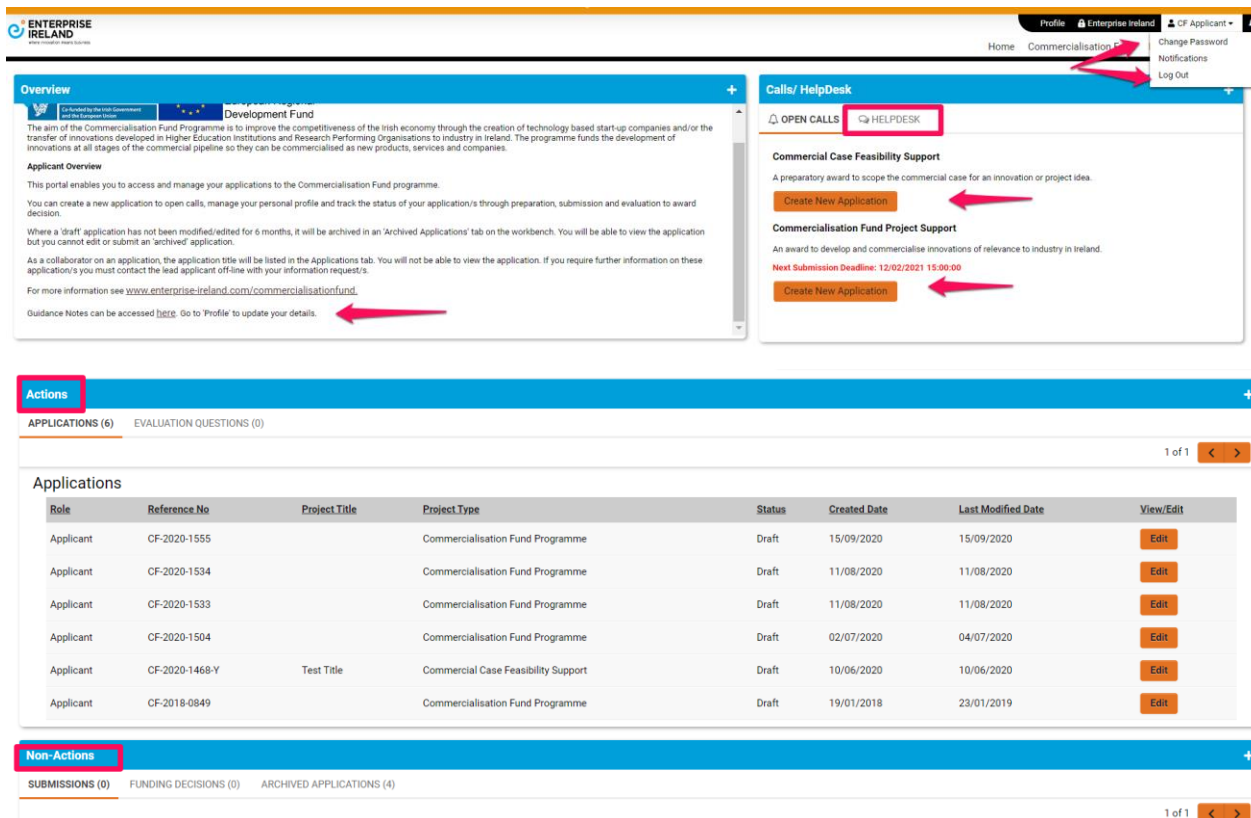 ENTERPRISE
IRELAND
where innovation means business
Profile Enterprise Ireland CF Applicant
Home Commercialisation
Change Password
Notifications
Log Out
Overview +
Co-funded by the Irish Government
and the European Union
Development Fund
The aim of the Commercialisation Fund Programme is to improve the competitiveness of the Irish economy through the creation of technology based start-up companies and/or the
transfer of innovations developed in Higher Education Institutions and Research Performing Organisations to industry in Ireland. The programme funds the development of
innovations at all stages of the commercial pipeline so they can be commercialised as new products, services and companies.
Applicant Overview
This portal enables you to access and manage your applications to the Commercialisation Fund programme.
You can create a new application to open calls, manage your personal profile and track the status of your application/s through preparation, submission and evaluation to award
decision.
Where a 'draft' application has not been modified/edited for 6 months, it will be archived in an 'Archived Applications' tab on the workbench. You will be able to view the application
but you cannot edit or submit an 'archived' application.
As a collaborator on an application, the application title will be listed in the Applications tab. You will not be able to view the application. If you require further information on these
application/s you must contact the lead applicant off-line with your information request/s.
For more information see www.enterprise-ireland.com/commercialisationfund.
Guidance Notes can be accessed here. Go to 'Profile' to update your details.
Calls/ HelpDesk +
OPEN CALLS HELPDESK
Commercial Case Feasibility Support
A preparatory award to scope the commercial case for an innovation or project idea.
Create New Application
Commercialisation Fund Project Support
An award to develop and commercialise innovations of relevance to industry in Ireland.
Next Submission Deadline: 12/02/2021 15:00:00
Create New Application
Actions +
APPLICATIONS (6) EVALUATION QUESTIONS (0)
1 of 1 < >
Applications
Role Reference No Project Title Project Type Status Created Date Last Modified Date View/Edit
Applicant CF-2020-1555 Commercialisation Fund Programme Draft 15/09/2020 15/09/2020 Edit
Applicant CF-2020-1534 Commercialisation Fund Programme Draft 11/08/2020 11/08/2020 Edit
Applicant CF-2020-1533 Commercialisation Fund Programme Draft 11/08/2020 11/08/2020 Edit
Applicant CF-2020-1504 Commercialisation Fund Programme Draft 02/07/2020 04/07/2020 Edit
Applicant CF-2020-1468-Y Test Title Commercial Case Feasibility Support Draft 10/06/2020 10/06/2020 Edit
Applicant CF-2018-0849 Commercialisation Fund Programme Draft 19/01/2018 23/01/2019 Edit
Non-Actions +
SUBMISSIONS (0) FUNDING DECISIONS (0) ARCHIVED APPLICATIONS (4)
1 of 1 < >